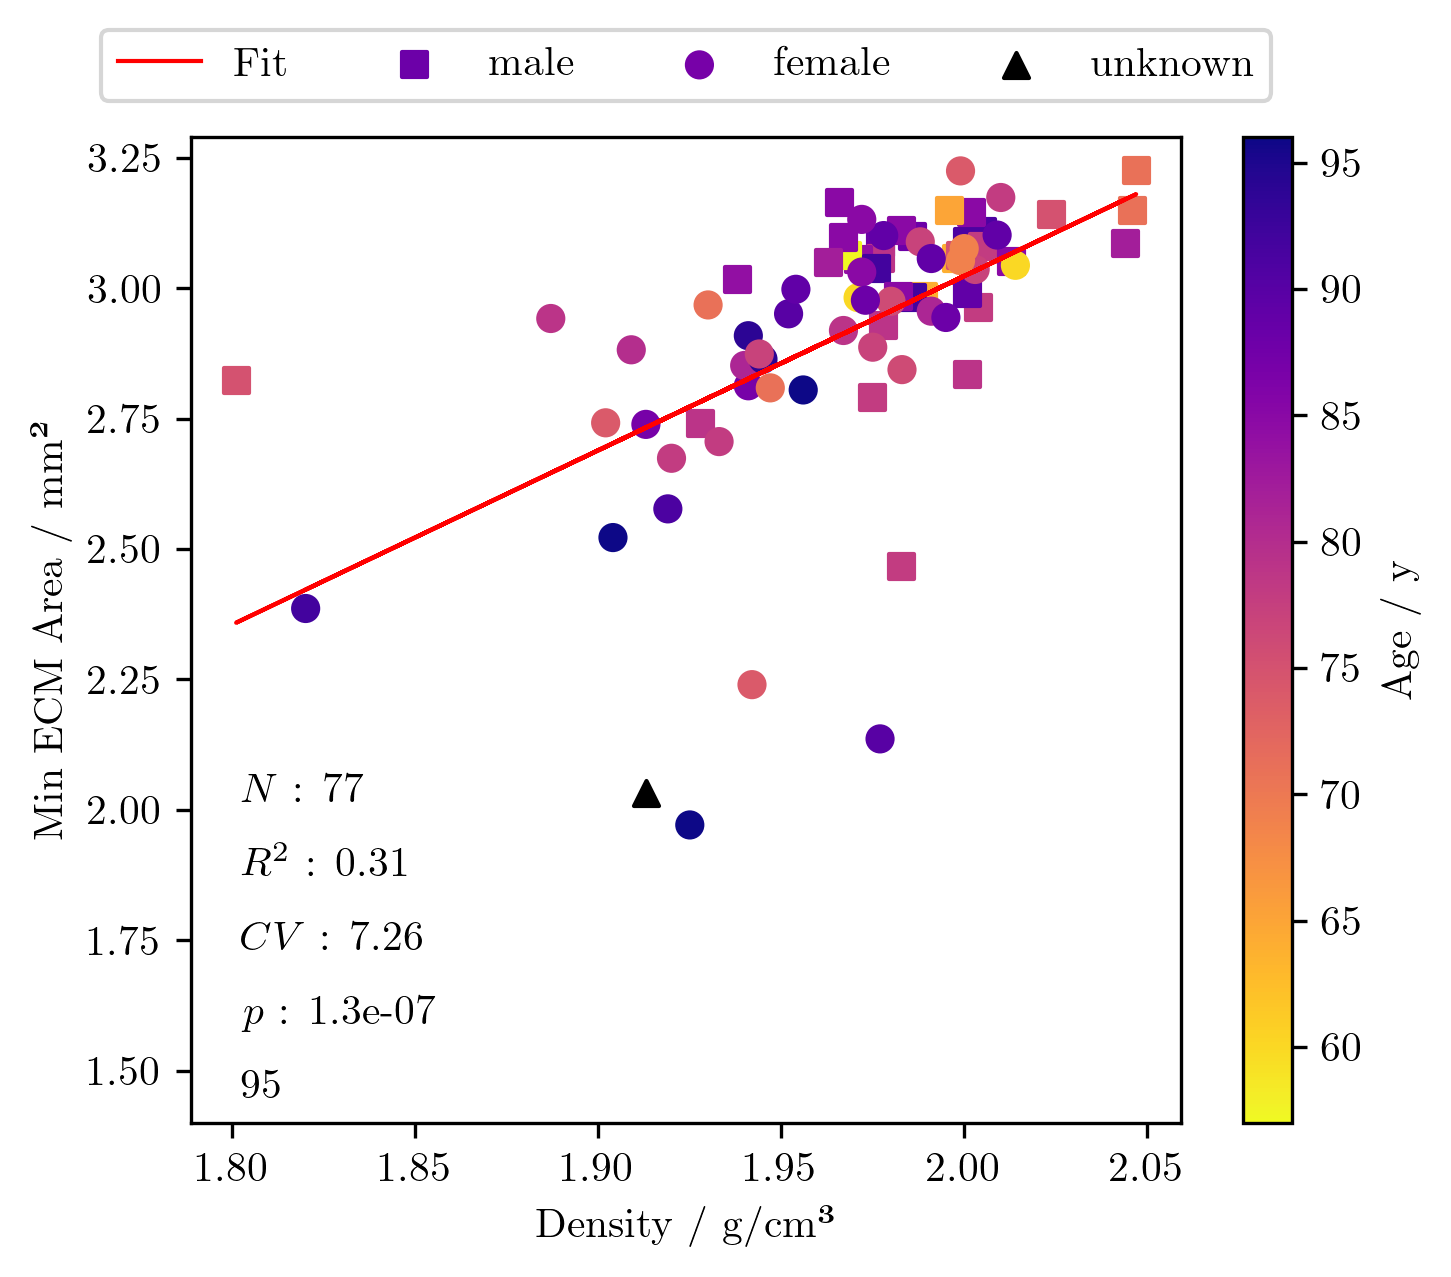 Fit male female unknown
3.25
3.00
2.75
2.50
2.25
2.00
1.75
1.50
Min ECM Area / mm²
N : 77
R² : 0.31
CV : 7.26
p : 1.3e-07
95
1.80 1.85 1.90 1.95 2.00 2.05
Density / g/cm³
95
90
85
80
75
70
65
60
Age / y